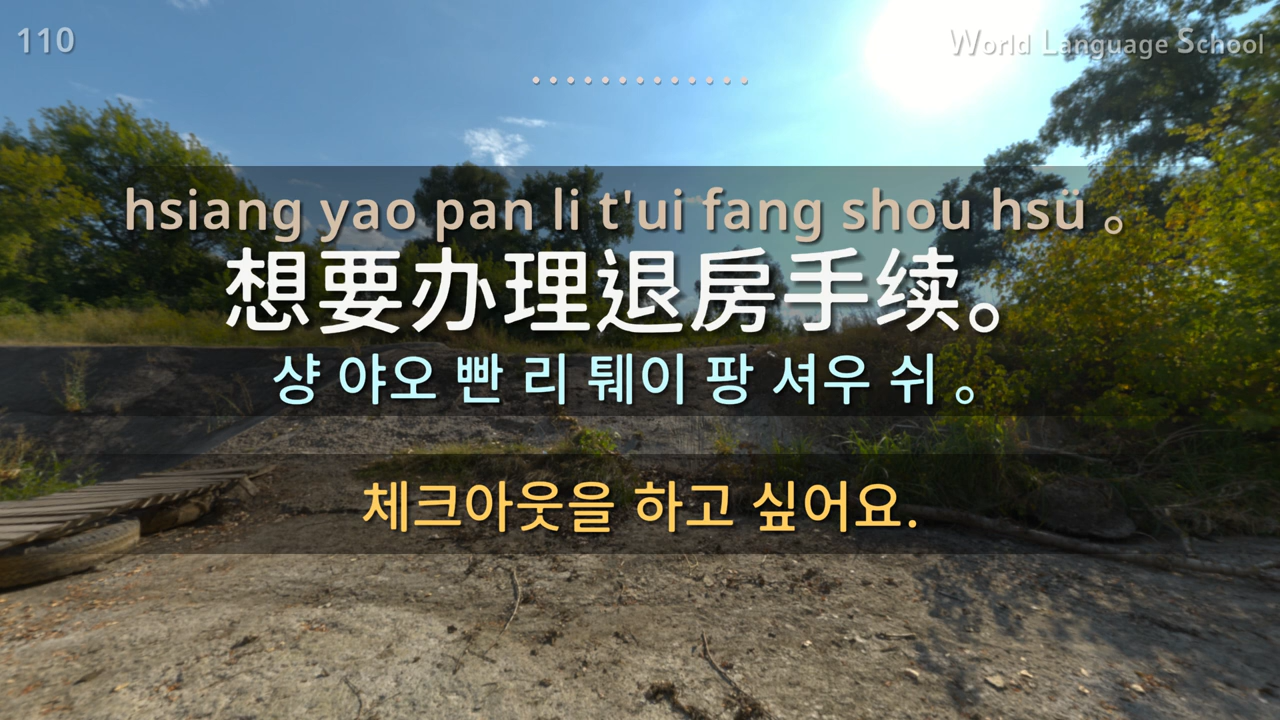 110
World Language School
hsiang yao pan li t'ui fang shou hsü 。
想要办理退房手续。
샹 야오 빤 리 퉤이 팡 셔우 쉬 。
체크아웃을 하고 싶어요.